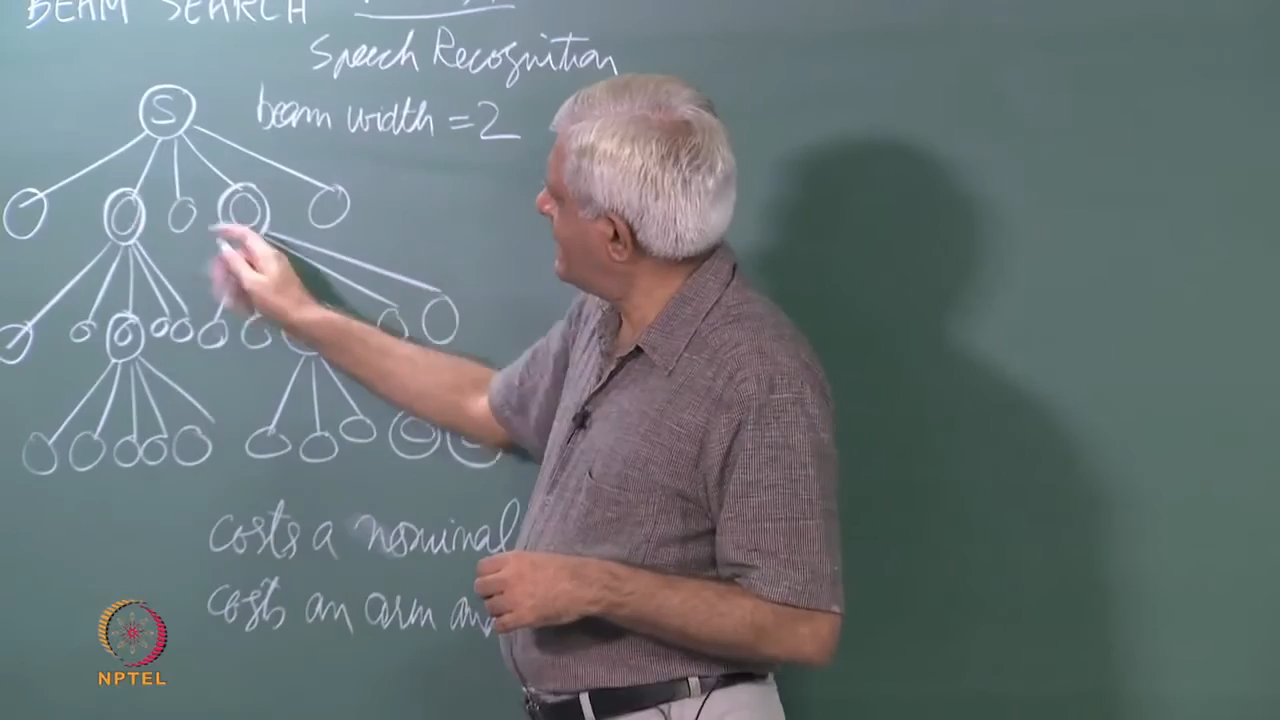 BEAM SEARCH
Speech Recognition
S
beam width = 2
costs a nominal
costs an arm and
NPTEL